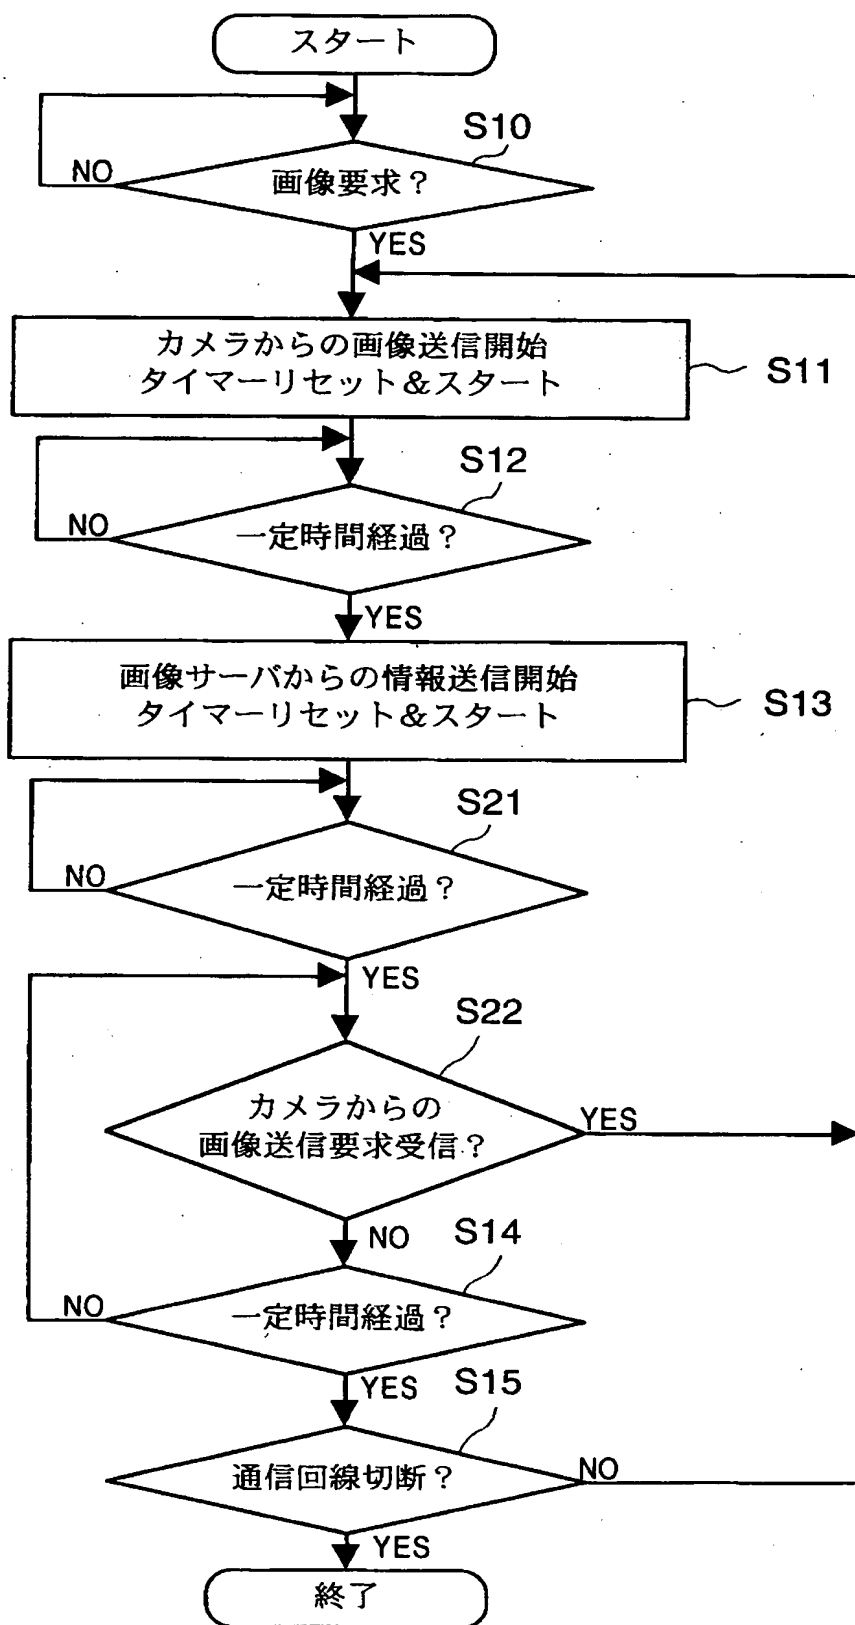 スタート
S10
画像要求？
NO
YES
カメラからの画像送信開始
タイマーリセット＆スタート
S11
S12
一定時間経過？
NO
YES
画像サーバからの情報送信開始
タイマーリセット＆スタート
S13
S21
一定時間経過？
NO
YES
S22
カメラからの
画像送信要求受信？
YES
NO
S14
一定時間経過？
NO
YES
S15
通信回線切断？
NO
YES
終了